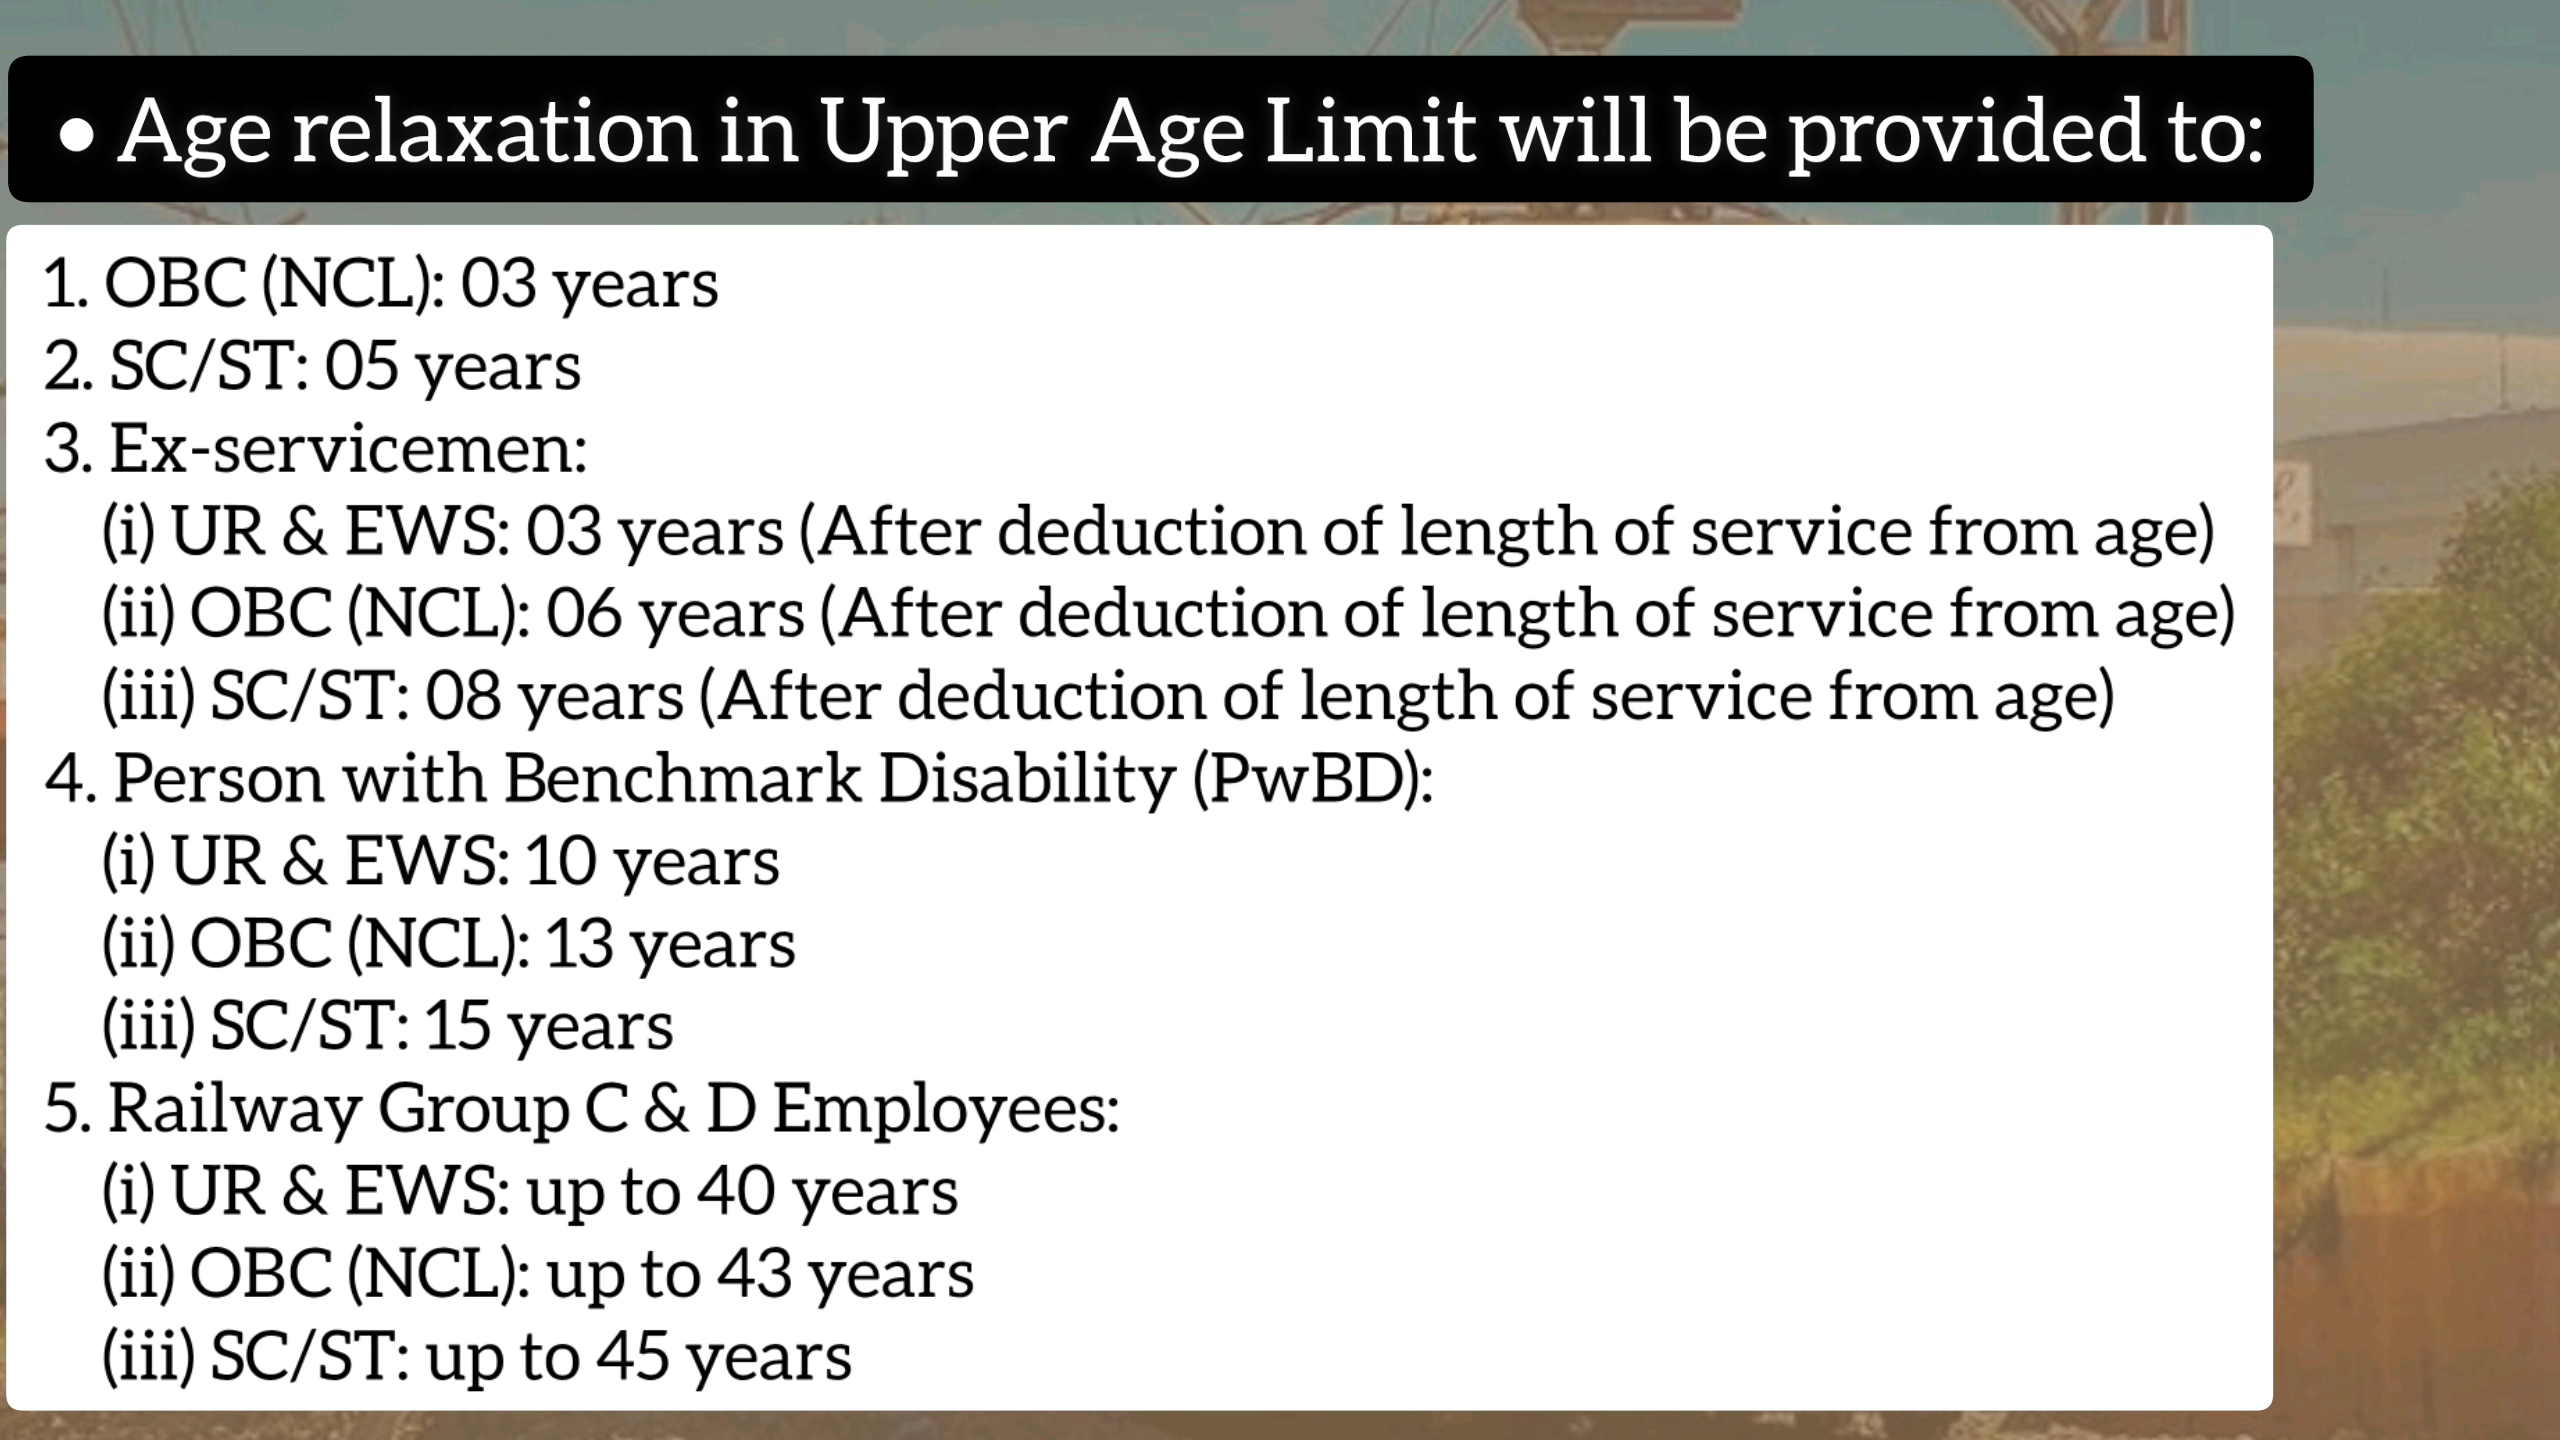 • Age relaxation in Upper Age Limit will be provided to:
1. OBC (NCL): 03 years
2. SC/ST: 05 years
3. Ex-servicemen:
(i) UR & EWS: 03 years (After deduction of length of service from age)
(ii) OBC (NCL): 06 years (After deduction of length of service from age)
(iii) SC/ST: 08 years (After deduction of length of service from age)
4. Person with Benchmark Disability (PwBD):
(i) UR & EWS: 10 years
(ii) OBC (NCL): 13 years
(iii) SC/ST: 15 years
5. Railway Group C & D Employees:
(i) UR & EWS: up to 40 years
(ii) OBC (NCL): up to 43 years
(iii) SC/ST: up to 45 years